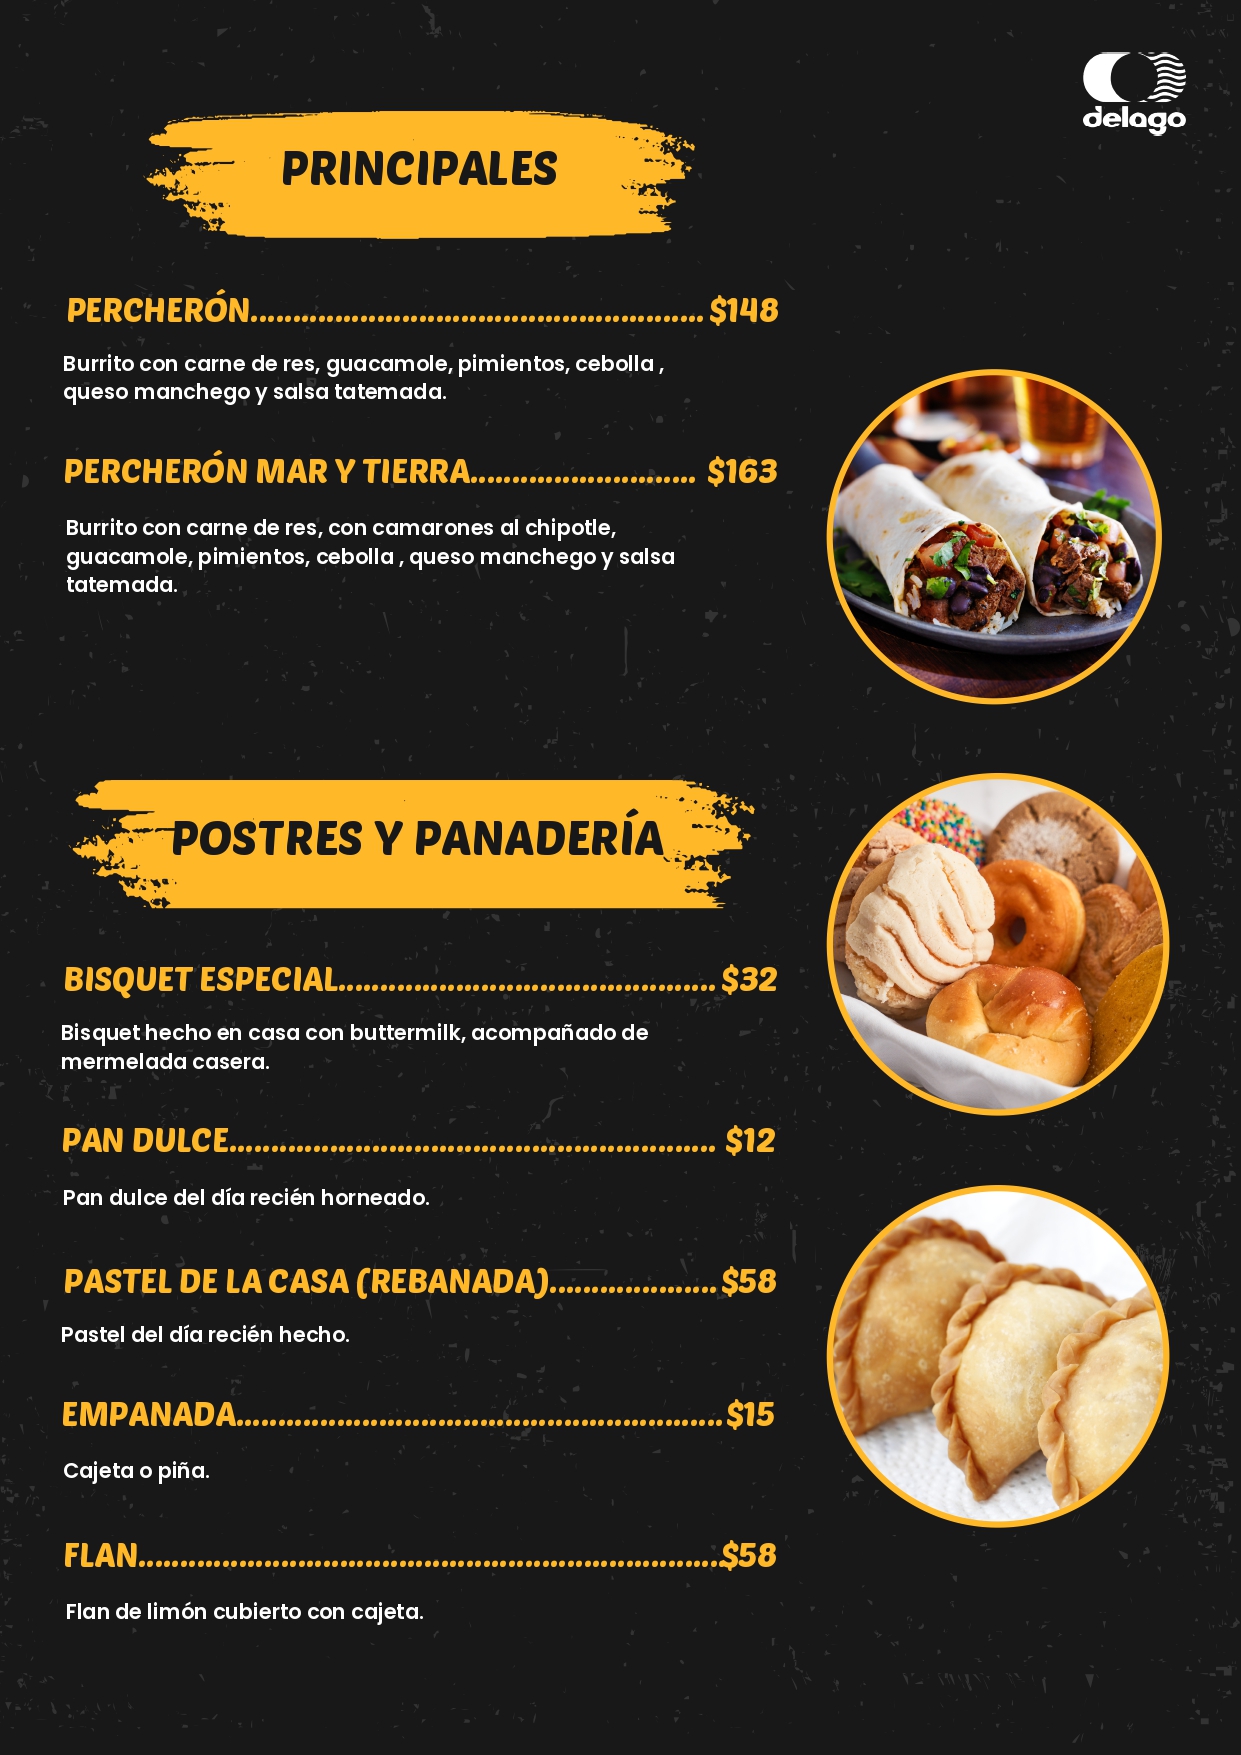 delago
PRINCIPALES
PERCHERÓN...................................................... $148
Burrito con carne de res, guacamole, pimientos, cebolla ,
queso manchego y salsa tatemada.
PERCHERÓN MAR Y TIERRA........................... $163
Burrito con carne de res, con camarones al chipotle,
guacamole, pimientos, cebolla , queso manchego y salsa
tatemada.
POSTRES Y PANADERÍA
BISQUET ESPECIAL............................................. $32
Bisquet hecho en casa con buttermilk, acompañado de
mermelada casera.
PAN DULCE.......................................................... $12
Pan dulce del día recién horneado.
PASTEL DE LA CASA (REBANADA).................... $58
Pastel del día recién hecho.
EMPANADA.......................................................... $15
Cajeta o piña.
FLAN......................................................................$58
Flan de limón cubierto con cajeta.